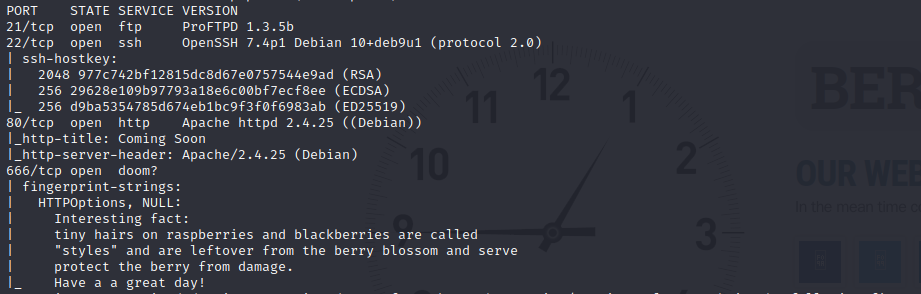 PORT    STATE SERVICE VERSION
21/tcp  open  ftp     ProFTPD 1.3.5b
22/tcp  open  ssh     OpenSSH 7.4p1 Debian 10+deb9u1 (protocol 2.0)
| ssh-hostkey:
|   2048 977c742bf12815dc8d67e0757544e9ad (RSA)
|   256 29628e109b97793a18e6c00bf7ecf8ee (ECDSA)
|_  256 d9ba5354785d674eb1bc9f3f0f6983ab (ED25519)
80/tcp  open  http    Apache httpd 2.4.25 ((Debian))
|_http-title: Coming Soon
|_http-server-header: Apache/2.4.25 (Debian)
666/tcp open  doom?
| fingerprint-strings:
|   HTTPOptions, NULL:
|     Interesting fact:
|     tiny hairs on raspberries and blackberries are called
|     "styles" and are leftover from the berry blossom and serve
|     protect the berry from damage.
|_    Have a a great day!
12
1
2
3
9
10
11
BER
OUR WEB
In the mean time